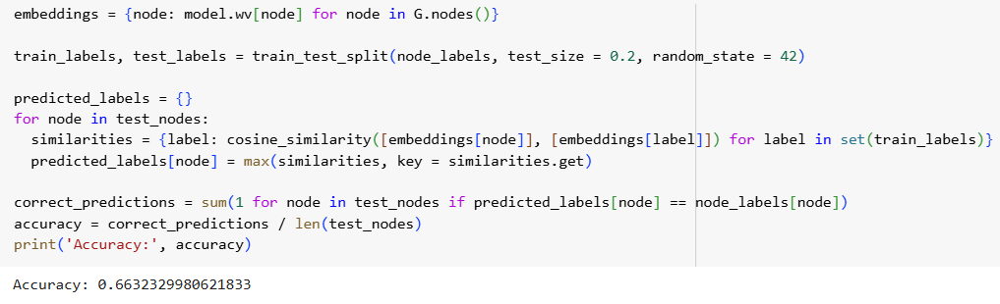 embeddings = {node: model.wv[node] for node in G.nodes()}
train_labels, test_labels = train_test_split(node_labels, test_size = 0.2, random_state = 42)
predicted_labels = {}
for node in test_nodes:
  similarities = {label: cosine_similarity([embeddings[node]], [embeddings[label]]) for label in set(train_labels)}
  predicted_labels[node] = max(similarities, key = similarities.get)
correct_predictions = sum(1 for node in test_nodes if predicted_labels[node] == node_labels[node])
accuracy = correct_predictions / len(test_nodes)
print('Accuracy:', accuracy)
Accuracy: 0.6632329980621833